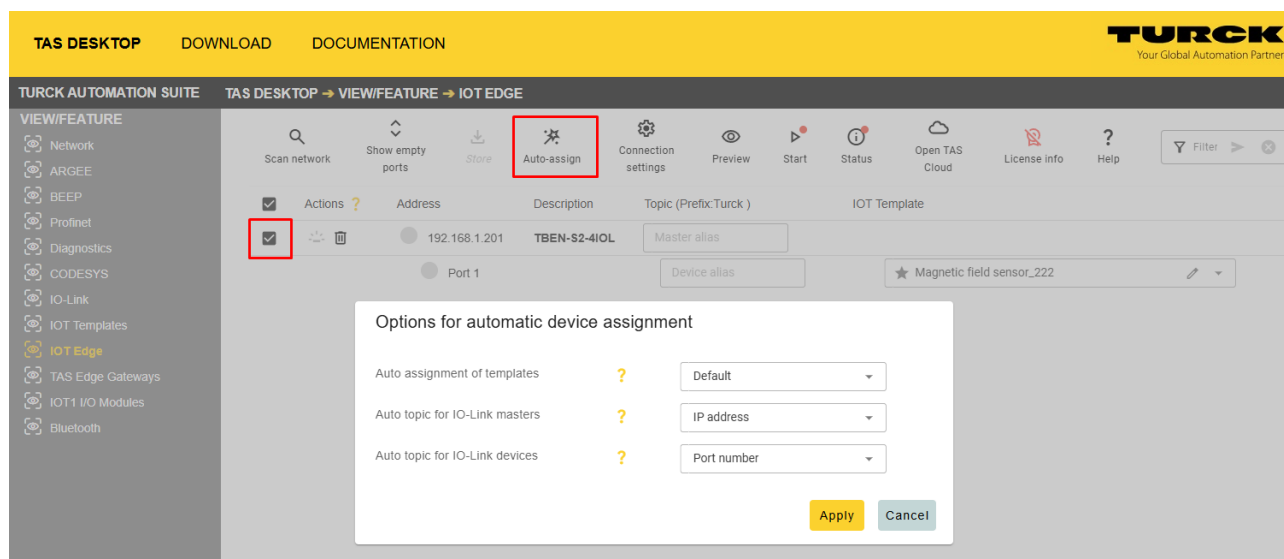 TAS DESKTOP DOWNLOAD DOCUMENTATION
TURCK
Your Global Automation Partner
TURCK AUTOMATION SUITE TAS DESKTOP ➔ VIEW/FEATURE ➔ IOT EDGE
VIEW/FEATURE
Network
ARGEE
BEEP
Profinet
Diagnostics
CODESYS
IO-Link
IOT Templates
IOT Edge
TAS Edge Gateways
IOT1 I/O Modules
Bluetooth
Scan network
Show empty
ports
Store
Auto-assign
Connection
settings
Preview
Start
Status
Open TAS
Cloud
License info
? Help
Filter
Actions ? Address Description Topic (Prefix:Turck ) IOT Template
192.168.1.201 TBEN-S2-4IOL Master alias
Port 1 Device alias Magnetic field sensor_222
Options for automatic device assignment
Auto assignment of templates ? Default
Auto topic for IO-Link masters ? IP address
Auto topic for IO-Link devices ? Port number
Apply Cancel